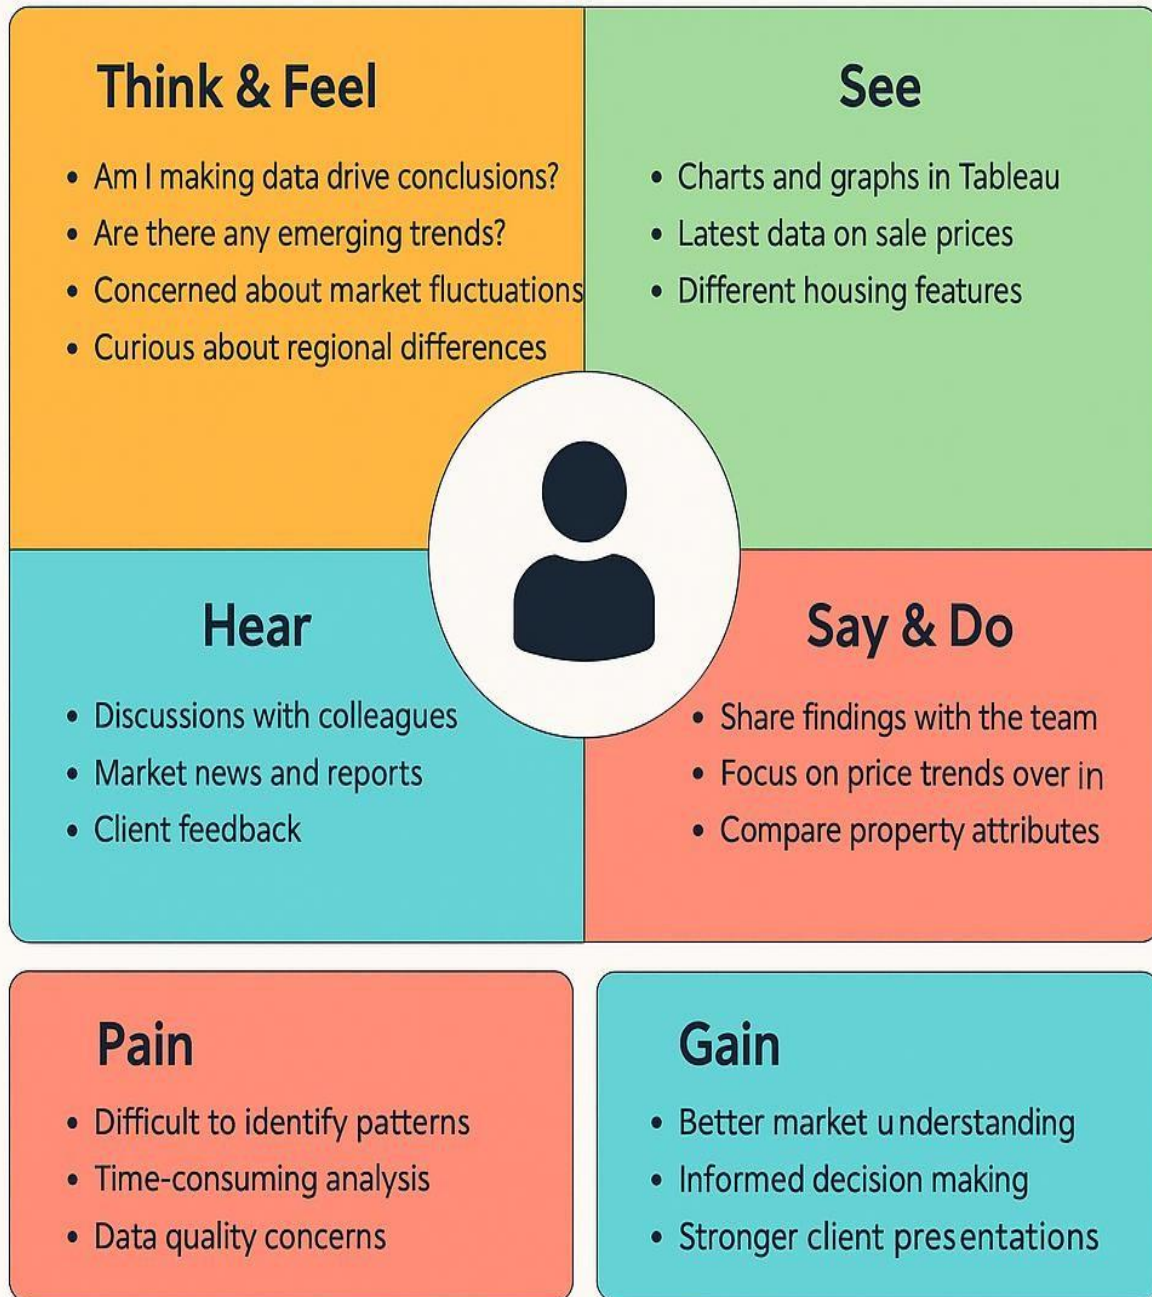 Think & Feel
• Am I making data drive conclusions?
• Are there any emerging trends?
• Concerned about market fluctuations
• Curious about regional differences
See
• Charts and graphs in Tableau
• Latest data on sale prices
• Different housing features
Hear
• Discussions with colleagues
• Market news and reports
• Client feedback
Say & Do
• Share findings with the team
• Focus on price trends over in
• Compare property attributes
Pain
• Difficult to identify patterns
• Time-consuming analysis
• Data quality concerns
Gain
• Better market understanding
• Informed decision making
• Stronger client presentations